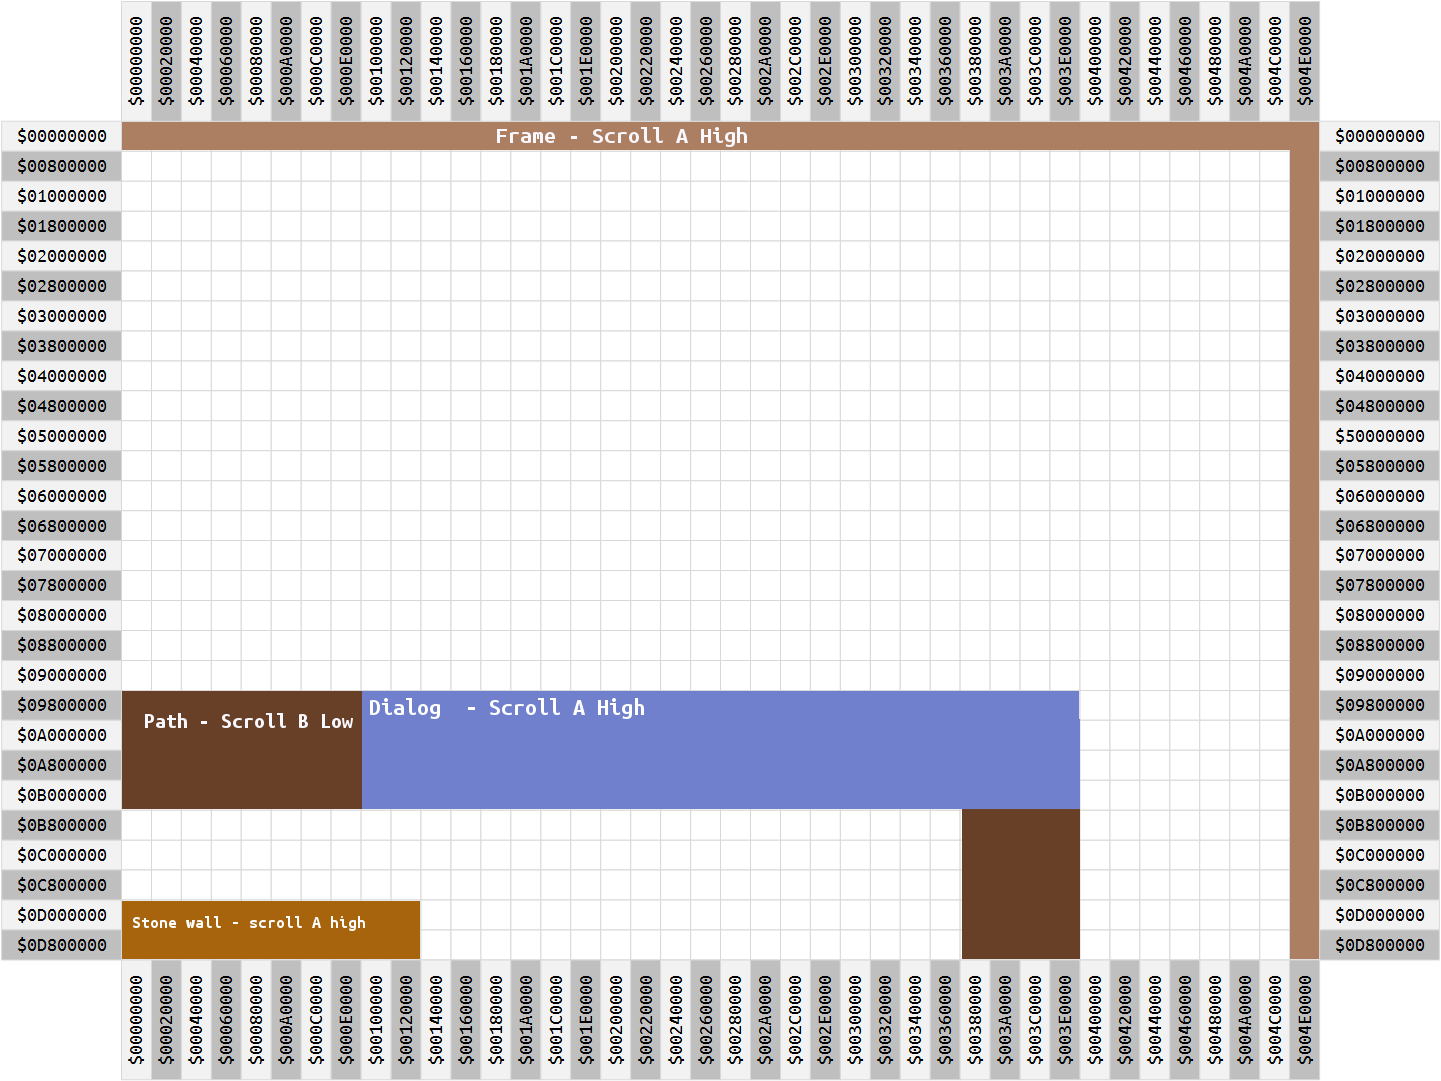 $00000000 $00020000 $00040000 $00060000 $00080000 $000A0000 $000C0000 $000E0000 $00100000 $00120000 $00140000 $00160000 $00180000 $001A0000 $001C0000 $001E0000 $00200000 $00220000 $00240000 $00260000 $00280000 $002A0000 $002C0000 $002E0000 $00300000 $00320000 $00340000 $00360000 $00380000 $003A0000 $003C0000 $003E0000 $00400000 $00420000 $00440000 $00460000 $00480000 $004A0000 $004C0000 $004E0000
$00000000 Frame - Scroll A High $00000000
$00800000 $00800000
$01000000 $01000000
$01800000 $01800000
$02000000 $02000000
$02800000 $02800000
$03000000 $03000000
$03800000 $03800000
$04000000 $04000000
$04800000 $04800000
$05000000 $50000000
$05800000 $05800000
$06000000 $06000000
$06800000 $06800000
$07000000 $07000000
$07800000 $07800000
$08000000 $08000000
$08800000 $08800000
$09000000 $09000000
$09800000 Dialog  - Scroll A High $09800000
Path - Scroll B Low
$0A000000 $0A000000
$0A800000 $0A800000
$0B000000 $0B000000
$0B800000 $0B800000
$0C000000 $0C000000
$0C800000 $0C800000
$0D000000 Stone wall - scroll A high $0D000000
$0D800000 $0D800000
$00000000 $00020000 $00040000 $00060000 $00080000 $000A0000 $000C0000 $000E0000 $00100000 $00120000 $00140000 $00160000 $00180000 $001A0000 $001C0000 $001E0000 $00200000 $00220000 $00240000 $00260000 $00280000 $002A0000 $002C0000 $002E0000 $00300000 $00320000 $00340000 $00360000 $00380000 $003A0000 $003C0000 $003E0000 $00400000 $00420000 $00440000 $00460000 $00480000 $004A0000 $004C0000 $004E0000